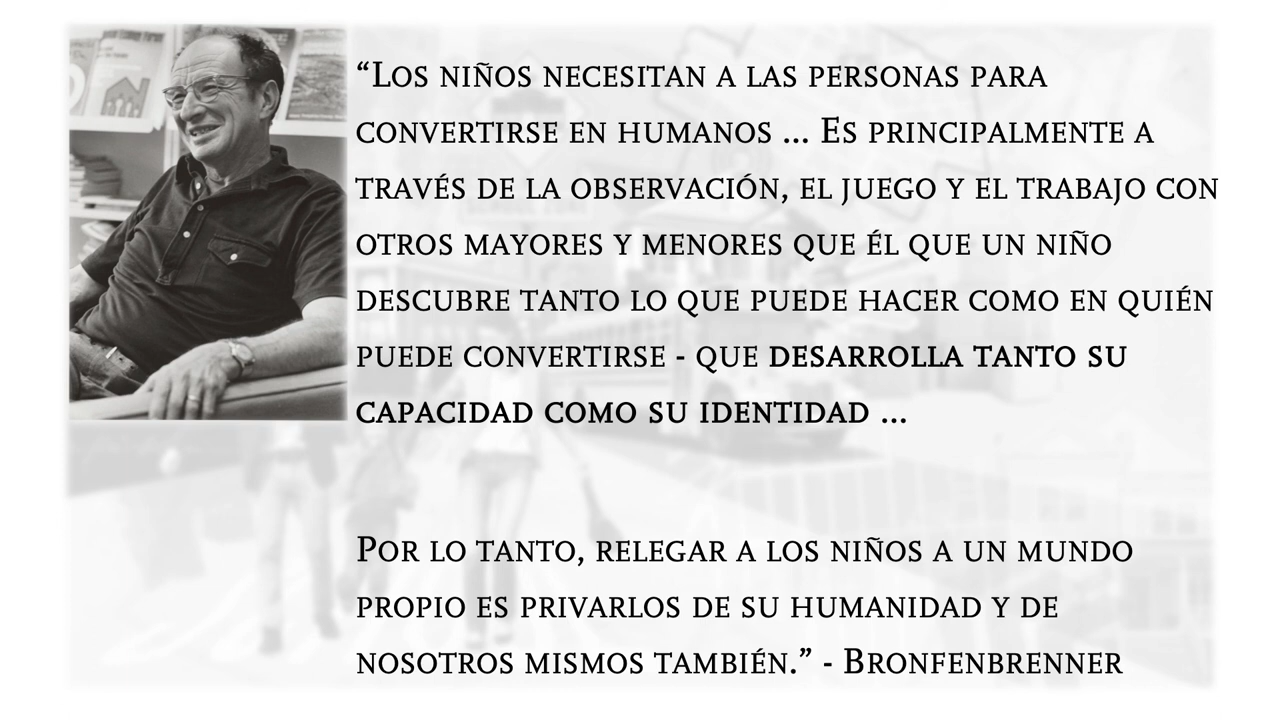 “Los niños necesitan a las personas para
convertirse en humanos ... Es principalmente a
través de la observación, el juego y el trabajo con
otros mayores y menores que él que un niño
descubre tanto lo que puede hacer como en quién
puede convertirse - que desarrolla tanto su
capacidad como su identidad ...
Por lo tanto, relegar a los niños a un mundo
propio es privarlos de su humanidad y de
nosotros mismos también.” - Bronfenbrenner